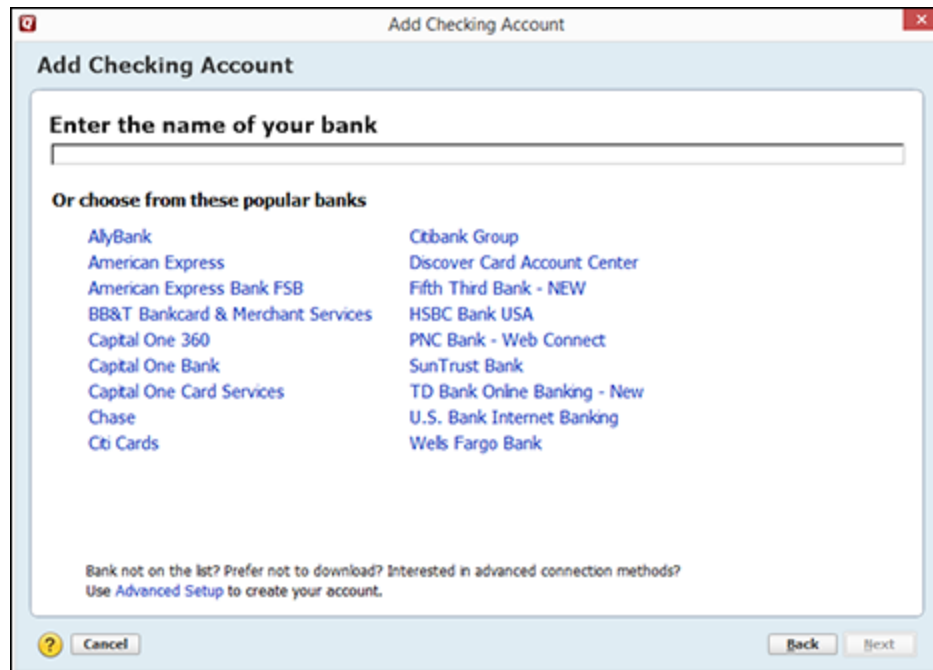 Add Checking Account
Add Checking Account
Enter the name of your bank
Or choose from these popular banks
AllyBank
American Express
American Express Bank FSB
BB&T Bankcard & Merchant Services
Capital One 360
Capital One Bank
Capital One Card Services
Chase
Citi Cards
Citibank Group
Discover Card Account Center
Fifth Third Bank - NEW
HSBC Bank USA
PNC Bank - Web Connect
SunTrust Bank
TD Bank Online Banking - New
U.S. Bank Internet Banking
Wells Fargo Bank
Bank not on the list? Prefer not to download? Interested in advanced connection methods?
Use Advanced Setup to create your account.
? Cancel Back Next